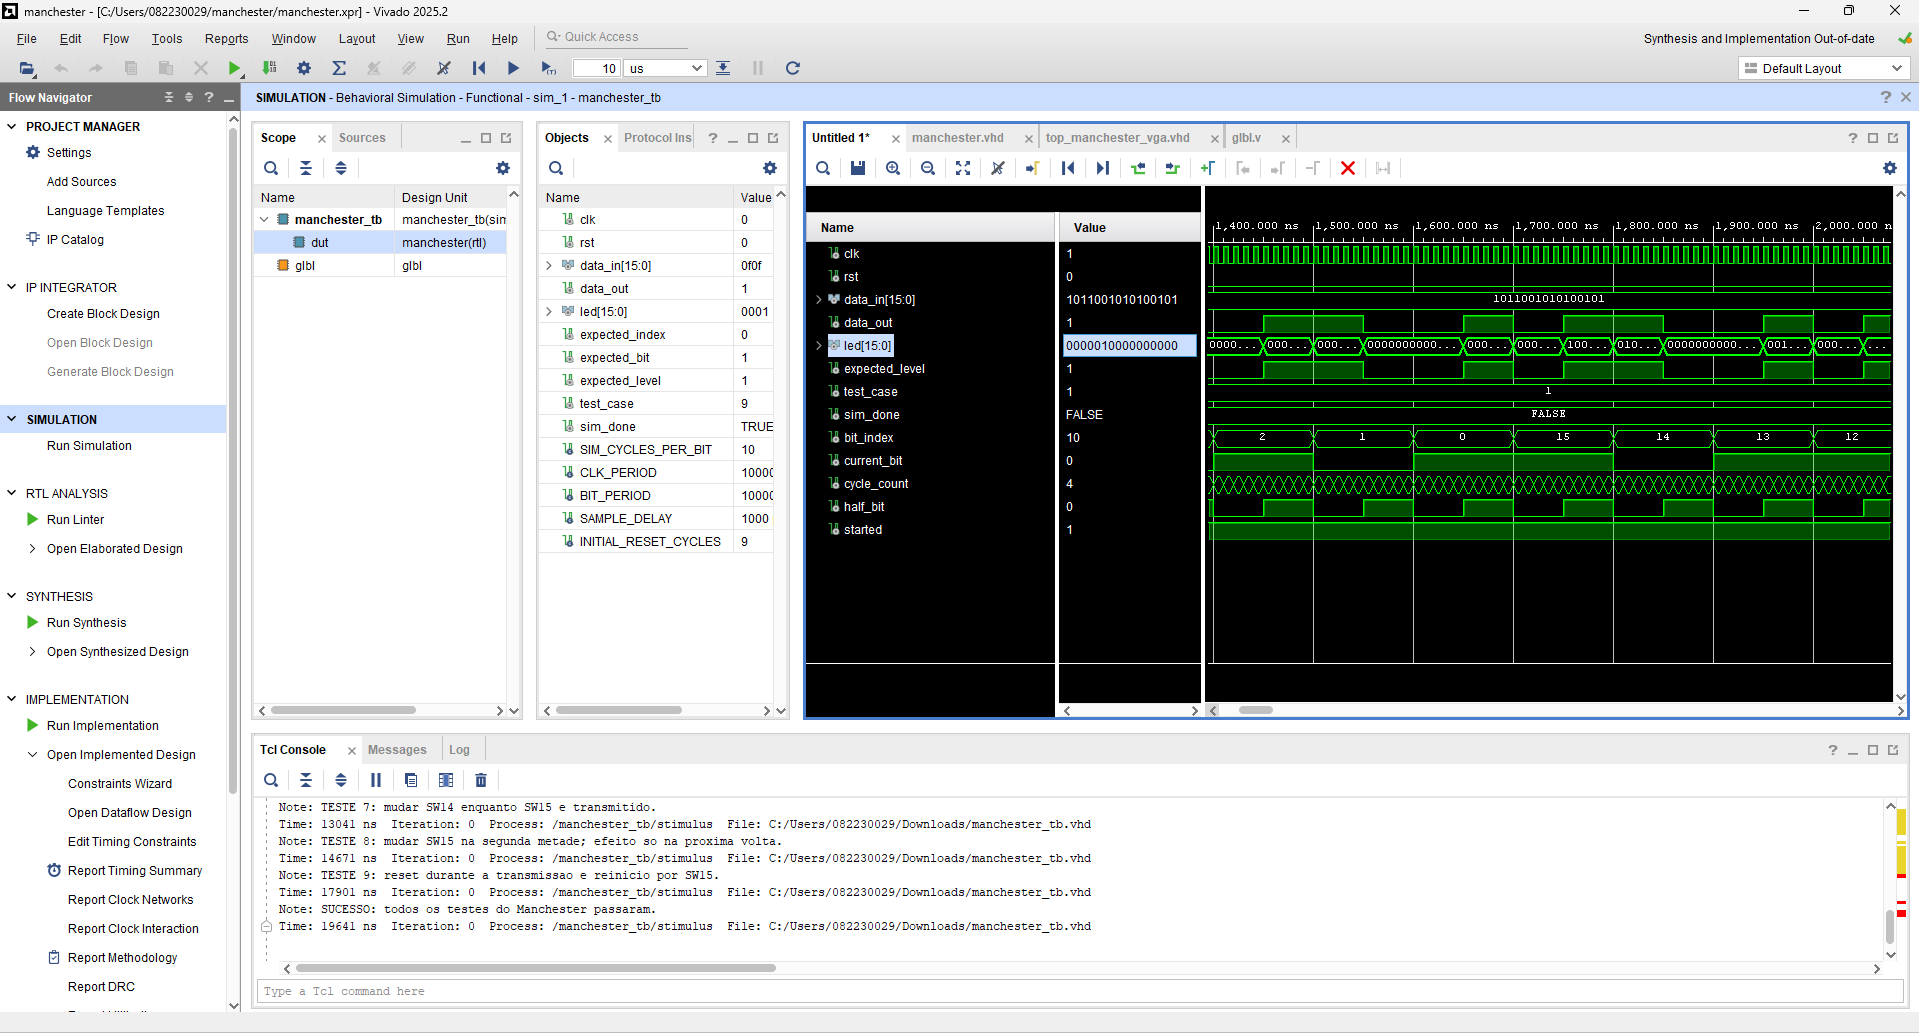 manchester - [C:/Users/082230029/manchester/manchester.xpr] - Vivado 2025.2
File Edit Flow Tools Reports Window Layout View Run Help Quick Access
Synthesis and Implementation Out-of-date
10 us
Default Layout
Flow Navigator
SIMULATION - Behavioral Simulation - Functional - sim_1 - manchester_tb
PROJECT MANAGER
Settings
Add Sources
Language Templates
IP Catalog
IP INTEGRATOR
Create Block Design
Open Block Design
Generate Block Design
SIMULATION
Run Simulation
RTL ANALYSIS
Run Linter
Open Elaborated Design
SYNTHESIS
Run Synthesis
Open Synthesized Design
IMPLEMENTATION
Run Implementation
Open Implemented Design
Constraints Wizard
Open Dataflow Design
Edit Timing Constraints
Report Timing Summary
Report Clock Networks
Report Clock Interaction
Report Methodology
Report DRC
Scope Sources
Name Design Unit
manchester_tb manchester_tb(sim
dut manchester(rtl)
glbl glbl
Objects Protocol Ins
Name Value
clk 0
rst 0
data_in[15:0] 0f0f
data_out 1
led[15:0] 0001
expected_index 0
expected_bit 1
expected_level 1
test_case 9
sim_done TRUE
SIM_CYCLES_PER_BIT 10
CLK_PERIOD 10000
BIT_PERIOD 10000
SAMPLE_DELAY 1000
INITIAL_RESET_CYCLES 9
Untitled 1* manchester.vhd top_manchester_vga.vhd glbl.v
Name Value
clk 1
rst 0
data_in[15:0] 1011001010100101
data_out 1
led[15:0] 0000010000000000
expected_level 1
test_case 1
sim_done FALSE
bit_index 10
current_bit 0
cycle_count 4
half_bit 0
started 1
1,400.000 ns 1,500.000 ns 1,600.000 ns 1,700.000 ns 1,800.000 ns 1,900.000 ns 2,000.000 n
1011001010100101
0000... 000... 000... 0000000000... 000... 000... 100... 010... 0000000000... 001... 000... ...
1
FALSE
2 1 0 15 14 13 12
Tcl Console Messages Log
Note: TESTE 7: mudar SW14 enquanto SW15 e transmitido.
Time: 13041 ns Iteration: 0 Process: /manchester_tb/stimulus File: C:/Users/082230029/Downloads/manchester_tb.vhd
Note: TESTE 8: mudar SW15 na segunda metade; efeito so na proxima volta.
Time: 14671 ns Iteration: 0 Process: /manchester_tb/stimulus File: C:/Users/082230029/Downloads/manchester_tb.vhd
Note: TESTE 9: reset durante a transmissao e reinicio por SW15.
Time: 17901 ns Iteration: 0 Process: /manchester_tb/stimulus File: C:/Users/082230029/Downloads/manchester_tb.vhd
Note: SUCESSO: todos os testes do Manchester passaram.
Time: 19641 ns Iteration: 0 Process: /manchester_tb/stimulus File: C:/Users/082230029/Downloads/manchester_tb.vhd
Type a Tcl command here